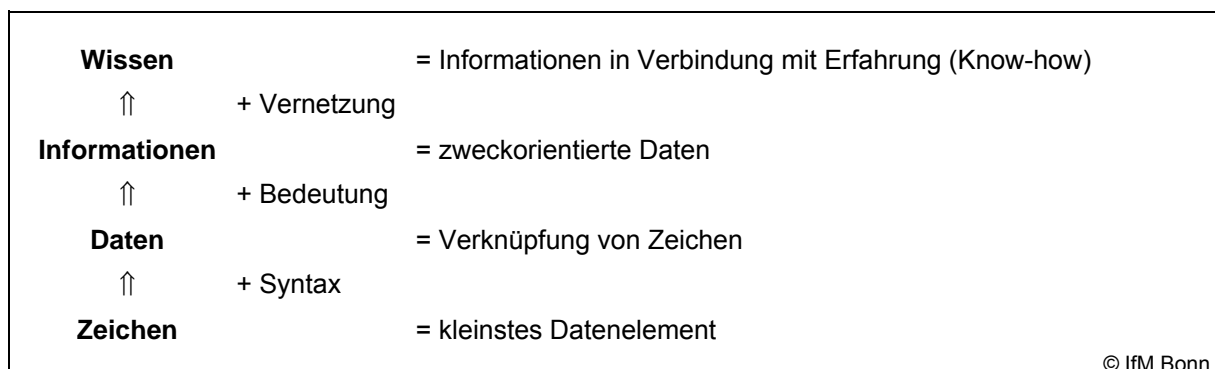 Wissen = Informationen in Verbindung mit Erfahrung (Know-how)
⇑ + Vernetzung
Informationen = zweckorientierte Daten
⇑ + Bedeutung
Daten = Verknüpfung von Zeichen
⇑ + Syntax
Zeichen = kleinstes Datenelement
© IfM Bonn